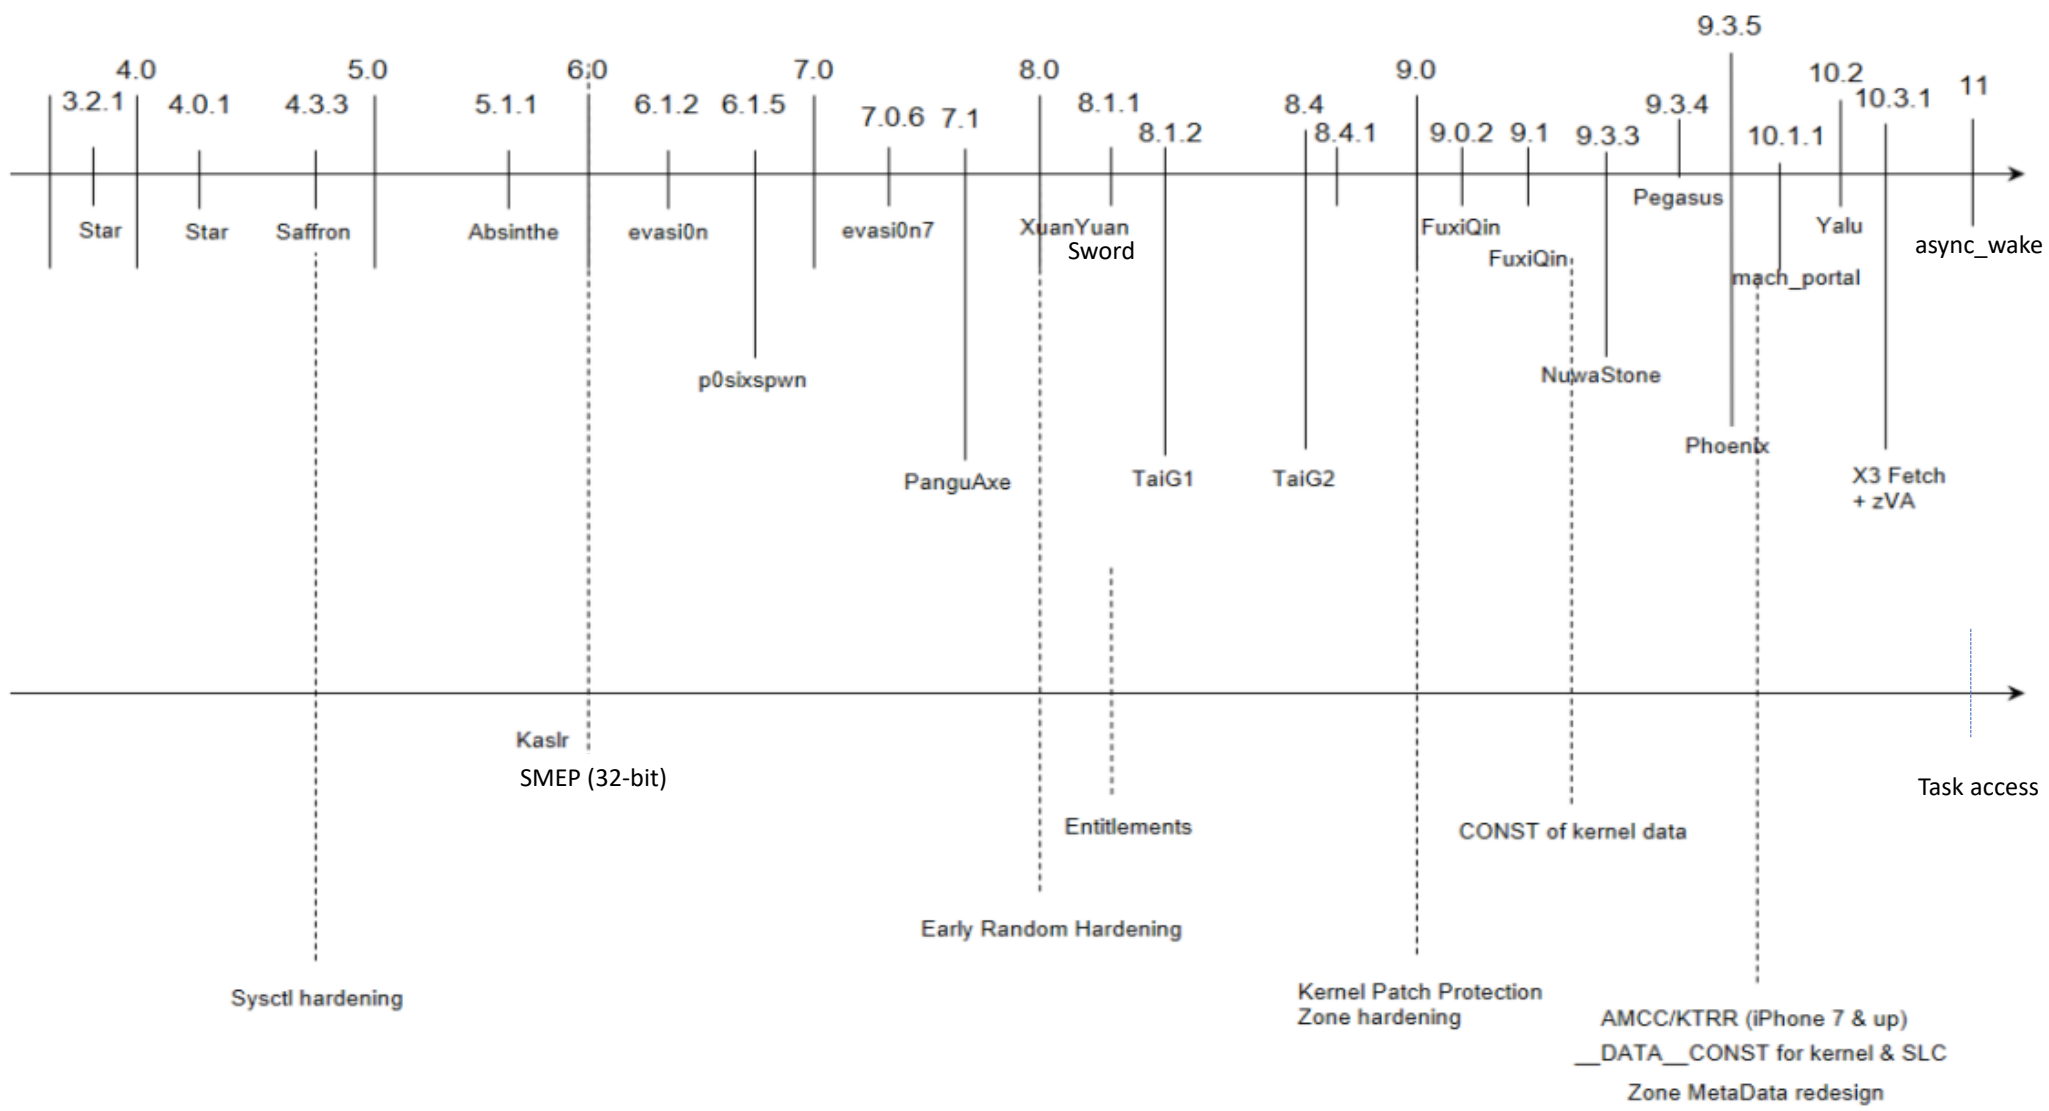 9.3.5
4.0
5.0
6.0
7.0
8.0
9.0
10.2
11
3.2.1
4.0.1
4.3.3
5.1.1
6.1.2
6.1.5
7.0.6
7.1
8.1.1
8.1.2
8.4
8.4.1
9.0.2
9.1
9.3.3
9.3.4
10.1.1
10.3.1
Star
Star
Saffron
Absinthe
evasi0n
evasi0n7
XuanYuan
Sword
FuxiQin
FuxiQin
Pegasus
mach_portal
Yalu
async_wake
p0sixspwn
NuwaStone
PanguAxe
TaiG1
TaiG2
Phoenix
X3 Fetch
+ zVA
Kaslr
SMEP (32-bit)
Task access
Entitlements
CONST of kernel data
Early Random Hardening
Sysctl hardening
Kernel Patch Protection
Zone hardening
AMCC/KTRR (iPhone 7 & up)
__DATA__CONST for kernel & SLC
Zone MetaData redesign